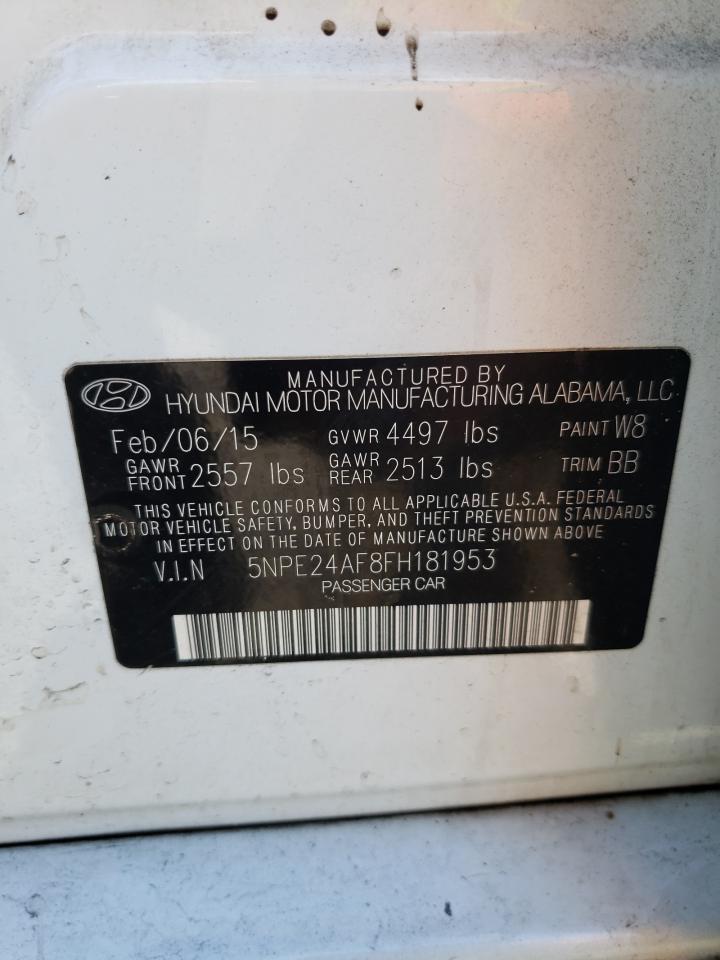 MANUFACTURED BY
HYUNDAI MOTOR MANUFACTURING ALABAMA, LLC
Feb/06/15 GVWR 4497 lbs PAINT W8
GAWR FRONT 2557 lbs GAWR REAR 2513 lbs TRIM BB
THIS VEHICLE CONFORMS TO ALL APPLICABLE U.S.A. FEDERAL
MOTOR VEHICLE SAFETY, BUMPER, AND THEFT PREVENTION STANDARDS
IN EFFECT ON THE DATE OF MANUFACTURE SHOWN ABOVE
V.I.N 5NPE24AF8FH181953
PASSENGER CAR